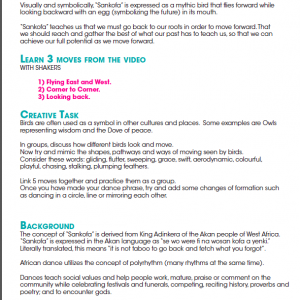 Visually and symbolically, "Sankofa" is expressed as a mythic bird that flies forward while
looking backward with an egg (symbolizing the future) in its mouth.
"Sankofa" teaches us that we must go back to our roots in order to move forward. That
we should reach and gather the best of what our past has to teach us, so that we can
achieve our full potential as we move forward.
LEARN 3 MOVES FROM THE VIDEO
WITH SHAKERS
1) Flying East and West.
2) Corner to Corner.
3) Looking back.
CREATIVE TASK
Birds are often used as a symbol in other cultures and places. Some examples are Owls
representing wisdom and the Dove of peace.
In groups, discuss how different birds look and move.
Now try and mimic: the shapes, pathways and ways of moving seen by birds.
Consider these words: gliding, flutter, sweeping, grace, swift, aerodynamic, colourful,
playful, chasing, stalking, plumping feathers.
Link 5 moves together and practice them as a group.
Once you have made your dance phrase, try and add some changes of formation such
as dancing in a circle, line or mirroring each other.
BACKGROUND
The concept of "Sankofa" is derived from King Adinkera of the Akan people of West Africa.
"Sankofa" is expressed in the Akan language as "se wo were fi na wosan kofa a yenki."
Literally translated, this means "it is not taboo to go back and fetch what you forgot".
African dance utilizes the concept of polyrhythm (many rhythms at the same time).
Dances teach social values and help people work, mature, praise or comment on the
community while celebrating festivals and funerals, competing, reciting history, proverbs and
poetry; and to encounter gods.